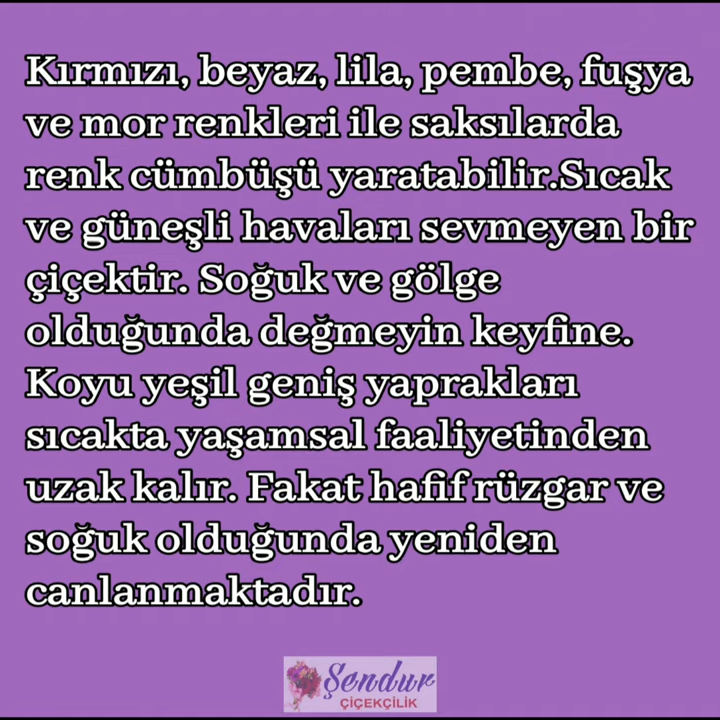 Kırmızı, beyaz, lila, pembe, fuşya
ve mor renkleri ile saksılarda
renk cümbüşü yaratabilir.Sıcak
ve güneşli havaları sevmeyen bir
çiçektir. Soğuk ve gölge
olduğunda değmeyin keyfine.
Koyu yeşil geniş yaprakları
sıcakta yaşamsal faaliyetinden
uzak kalır. Fakat hafif rüzgar ve
soğuk olduğunda yeniden
canlanmaktadır.
Şendur
ÇİÇEKÇİLİK